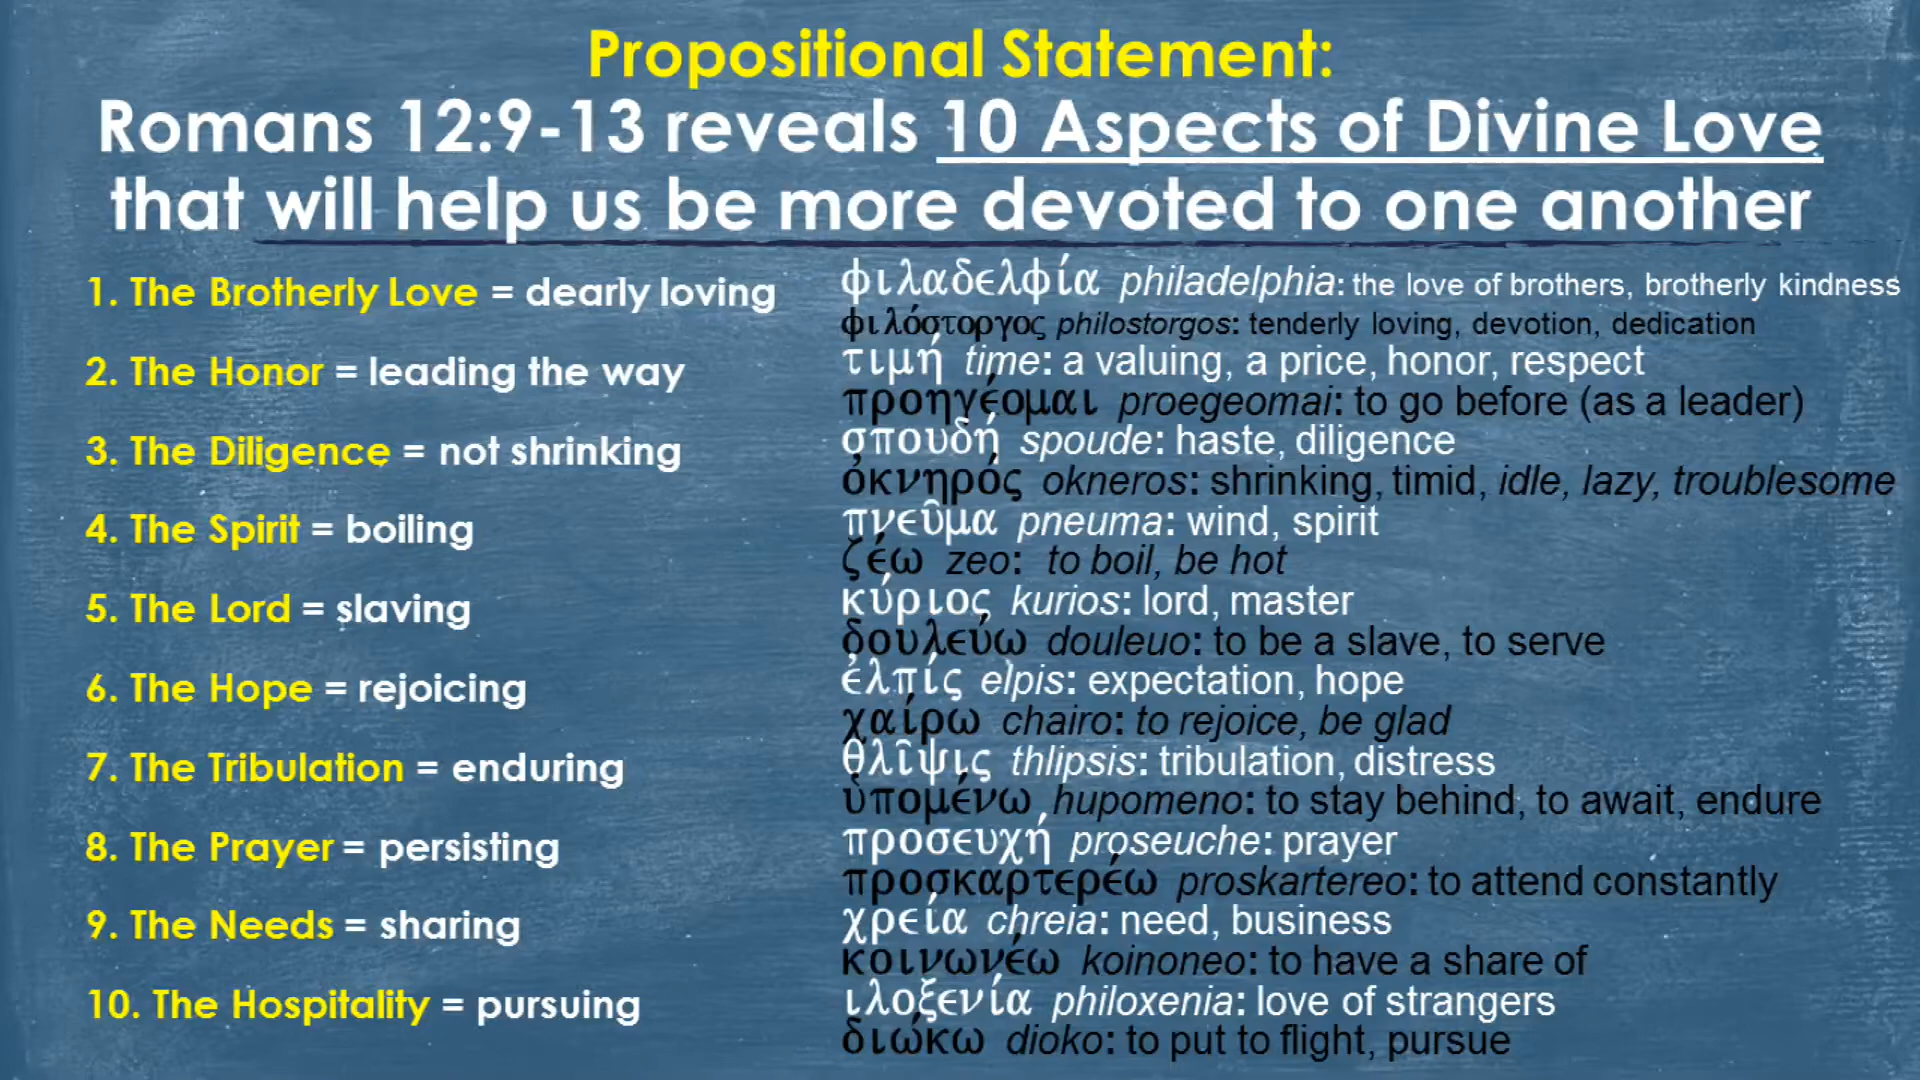 Propositional Statement:
Romans 12:9-13 reveals 10 Aspects of Divine Love
that will help us be more devoted to one another
1. The Brotherly Love = dearly loving
2. The Honor = leading the way
3. The Diligence = not shrinking
4. The Spirit = boiling
5. The Lord = slaving
6. The Hope = rejoicing
7. The Tribulation = enduring
8. The Prayer = persisting
9. The Needs = sharing
10. The Hospitality = pursuing
φιλαδελφία philadelphia: the love of brothers, brotherly kindness
φιλόστοργος philostorgos: tenderly loving, devotion, dedication
τιμή time: a valuing, a price, honor, respect
προηγέομαι proegeomai: to go before (as a leader)
σπουδή spoude: haste, diligence
ὀκνηρός okneros: shrinking, timid, idle, lazy, troublesome
πνεῦμα pneuma: wind, spirit
ζέω zeo: to boil, be hot
κύριος kurios: lord, master
δουλεύω douleuo: to be a slave, to serve
ἐλπίς elpis: expectation, hope
χαίρω chairo: to rejoice, be glad
θλῖψις thlipsis: tribulation, distress
ὑπομένω hupomeno: to stay behind, to await, endure
προσευχή proseuche: prayer
προσκαρτερέω proskartereo: to attend constantly
χρεία chreia: need, business
κοινωνέω koinoneo: to have a share of
ιλοξενία philoxenia: love of strangers
διώκω dioko: to put to flight, pursue